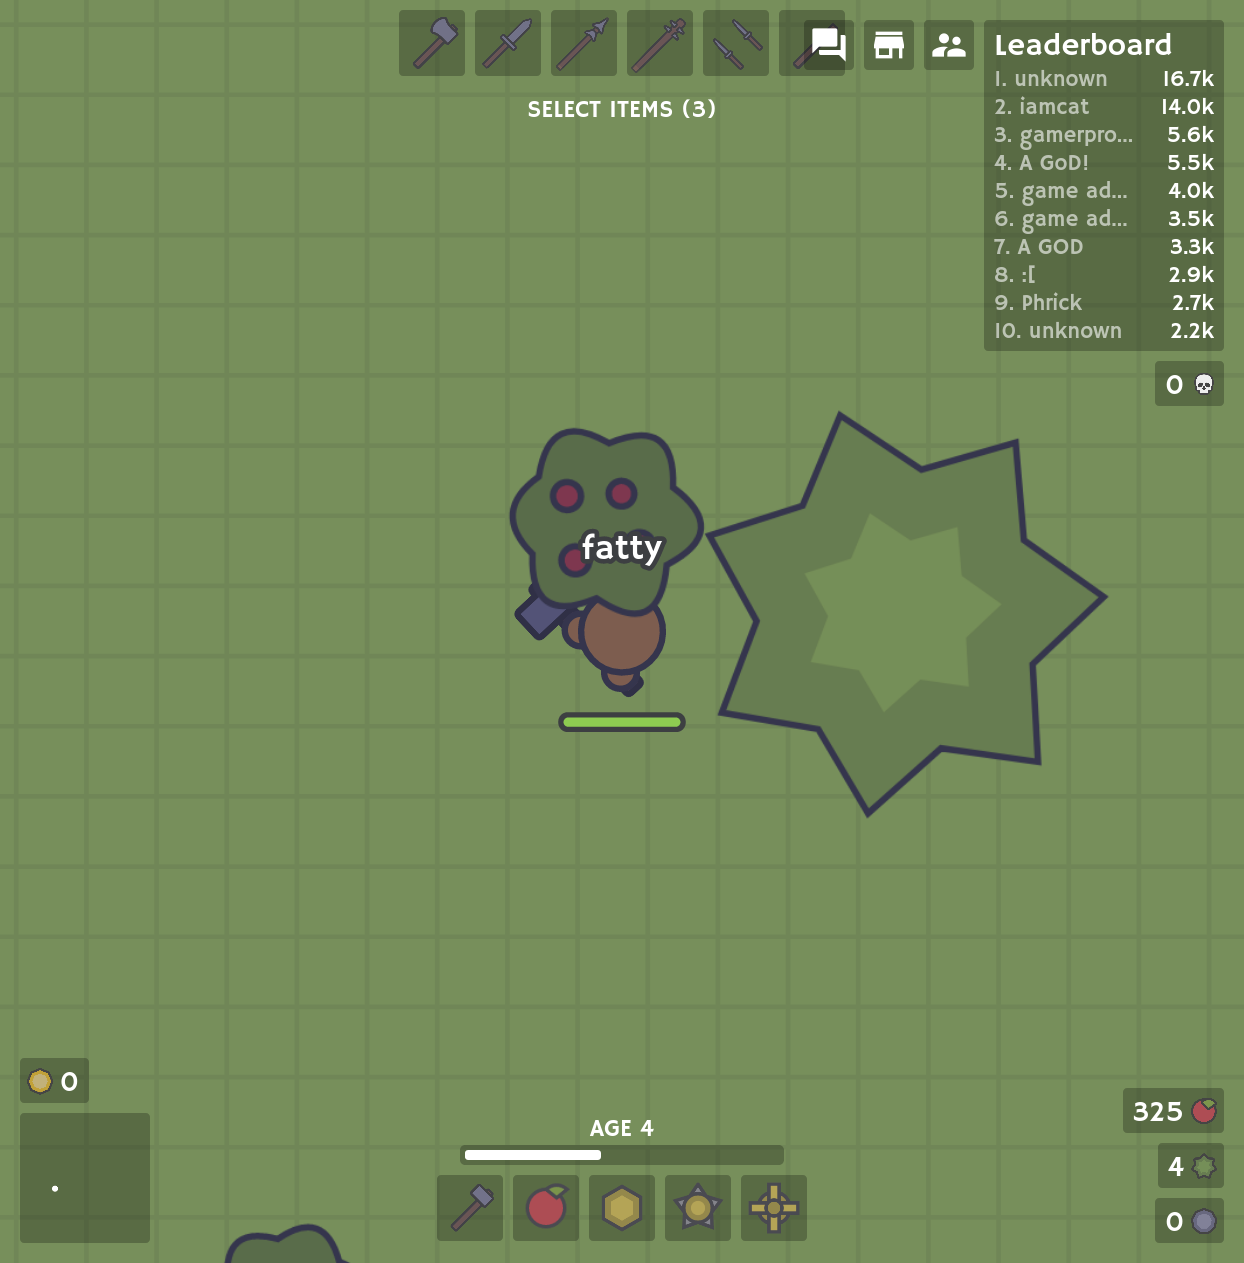 SELECT ITEMS (3)
Leaderboard
1. unknown 16.7k
2. iamcat 14.0k
3. gamerpro... 5.6k
4. A GoD! 5.5k
5. game ad... 4.0k
6. game ad... 3.5k
7. A GOD 3.3k
8. :[ 2.9k
9. Phrick 2.7k
10. unknown 2.2k
0
fatty
0
AGE 4
325
4
0